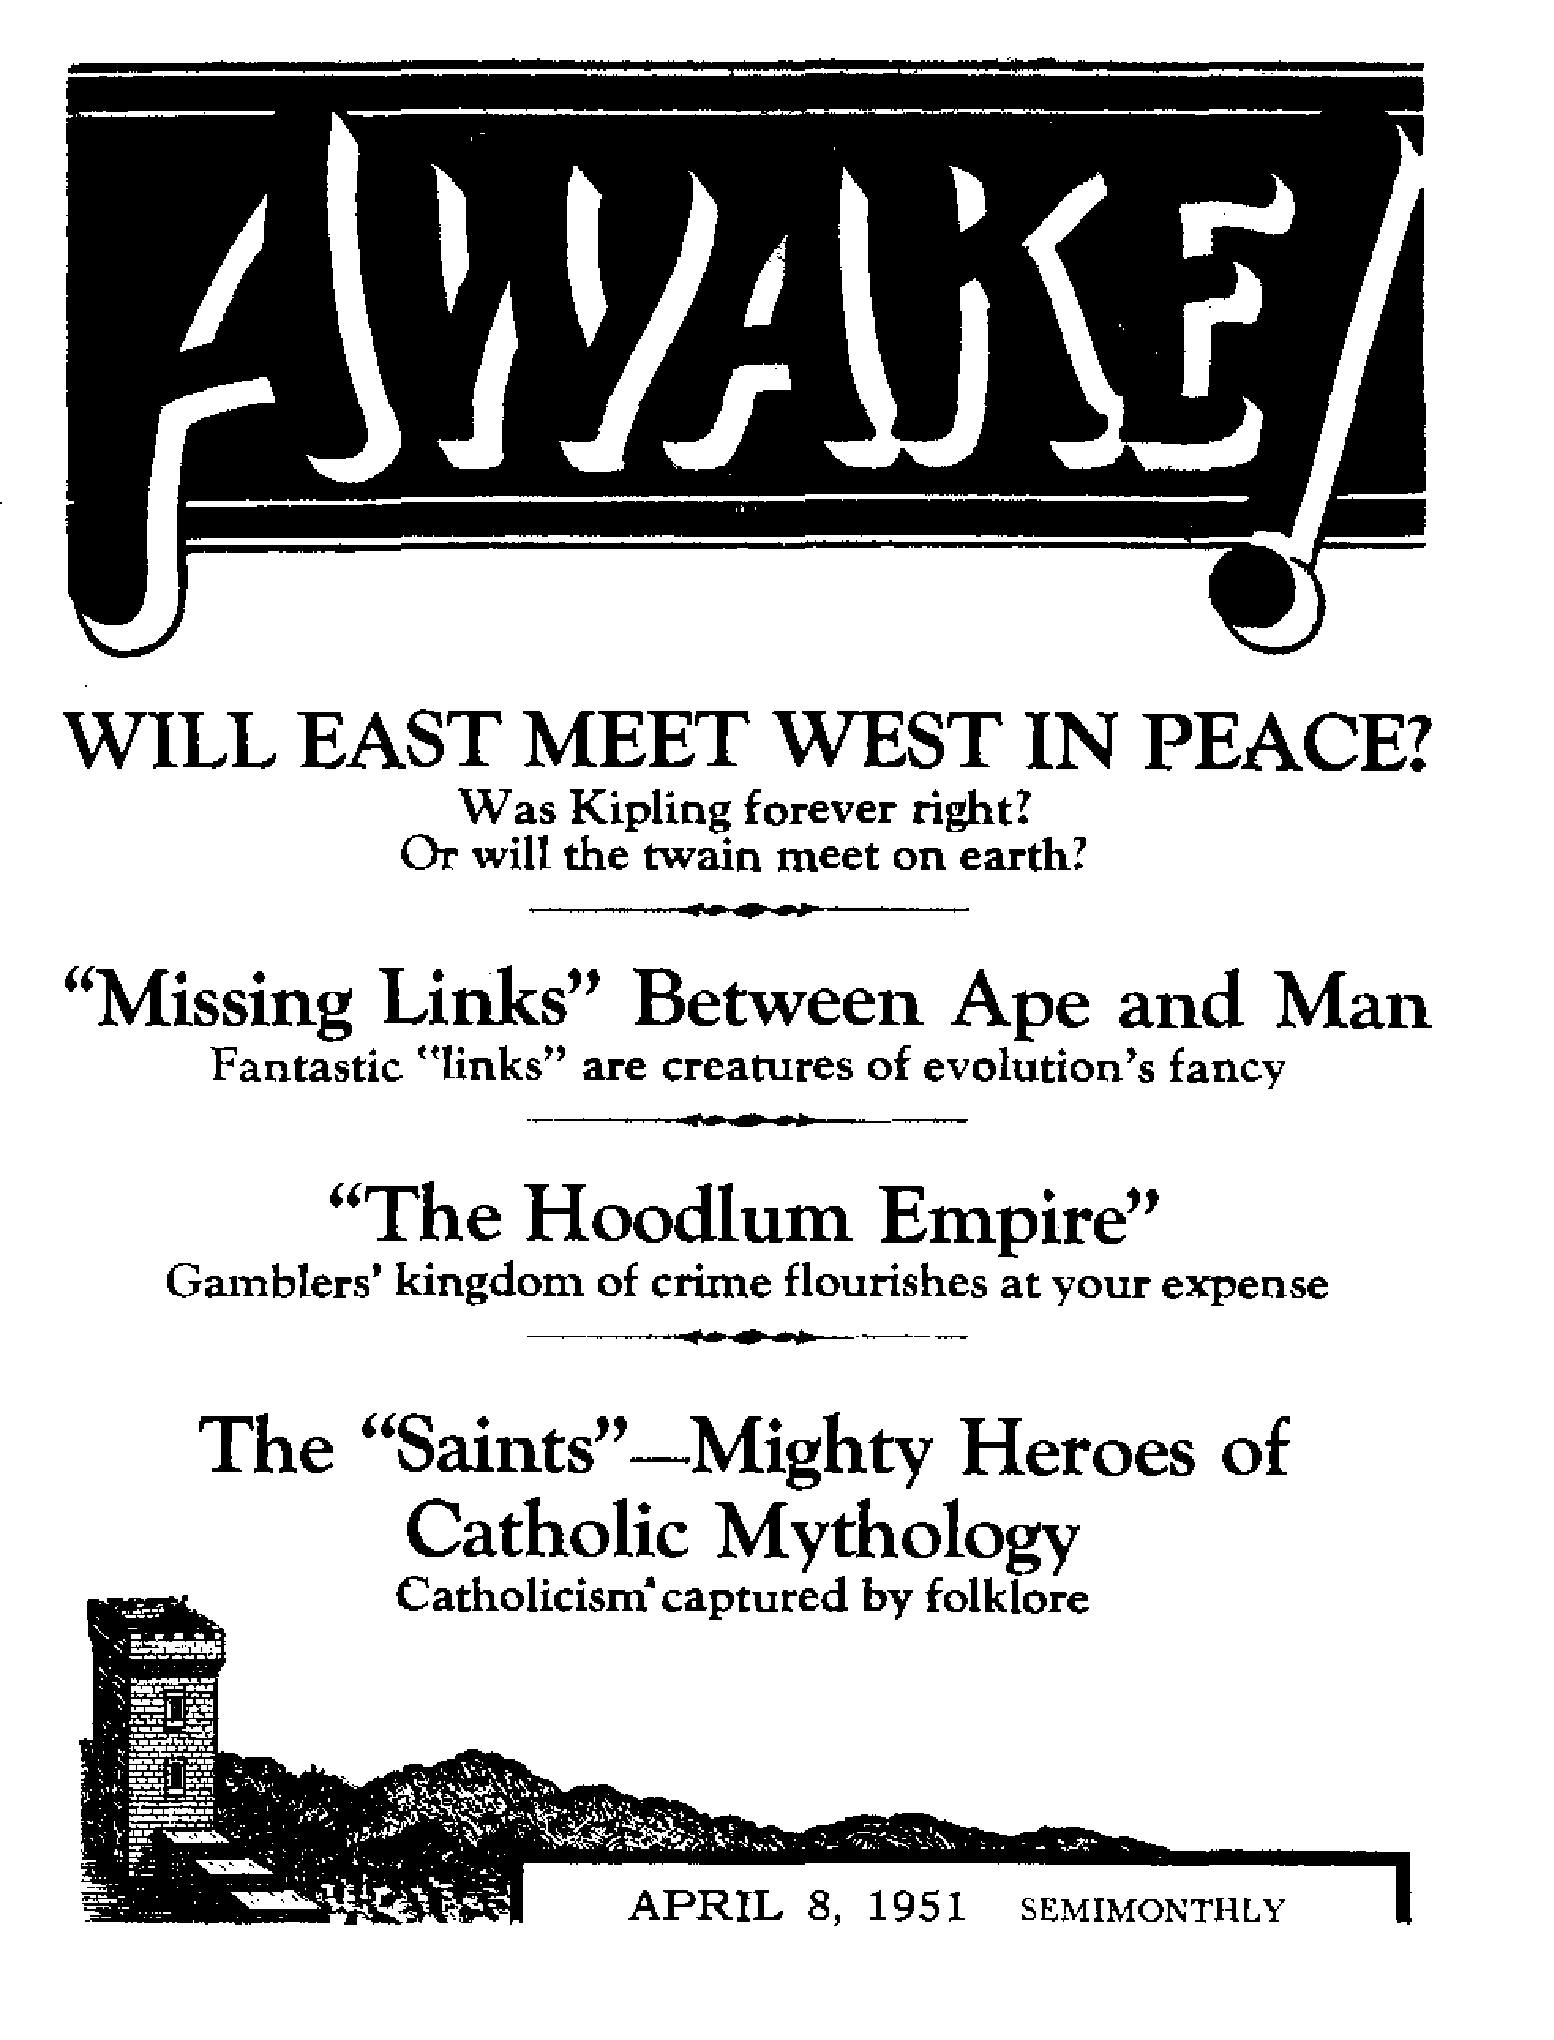 AWAKE!
WILL EAST MEET WEST IN PEACE?
Was Kipling forever right?
Or will the twain meet on earth?
“Missing Links” Between Ape and Man
Fantastic “links” are creatures of evolution’s fancy
“The Hoodlum Empire”
Gamblers’ kingdom of crime flourishes at your expense
The “Saints”—Mighty Heroes of
Catholic Mythology
Catholicism captured by folklore
APRIL 8, 1951 SEMIMONTHLY